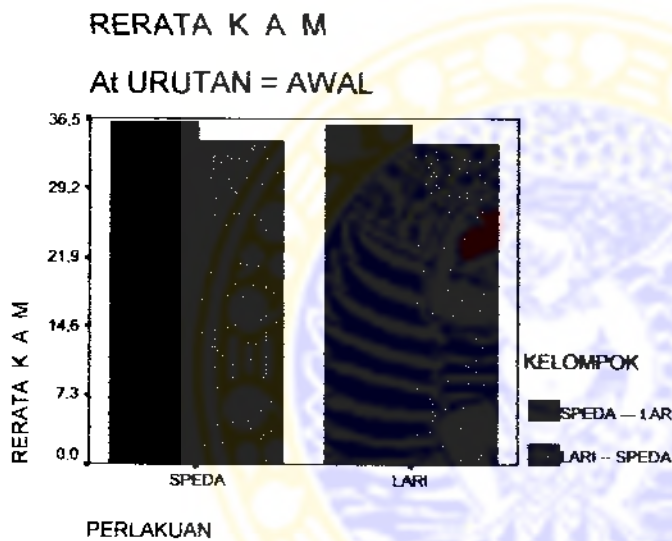 RERATA K A M
At URUTAN = AWAL
36,5
29.2
21.9
14.6
7.3
0.0
RERATA K A M
SPEDA
LARI
PERLAKUAN
KELOMPOK
SPEDA — LAR
LARI -- SPEDA